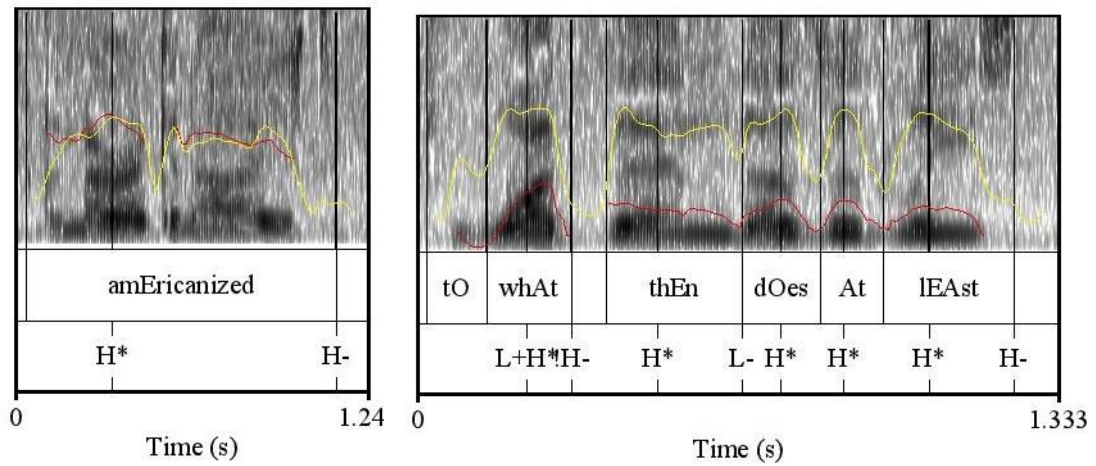 amEricanized
H* H-
0 1.24
Time (s)
tO whAt thEn dOes At lEAst
L+H* !H- H* L- H* H* H* H-
0 1.333
Time (s)